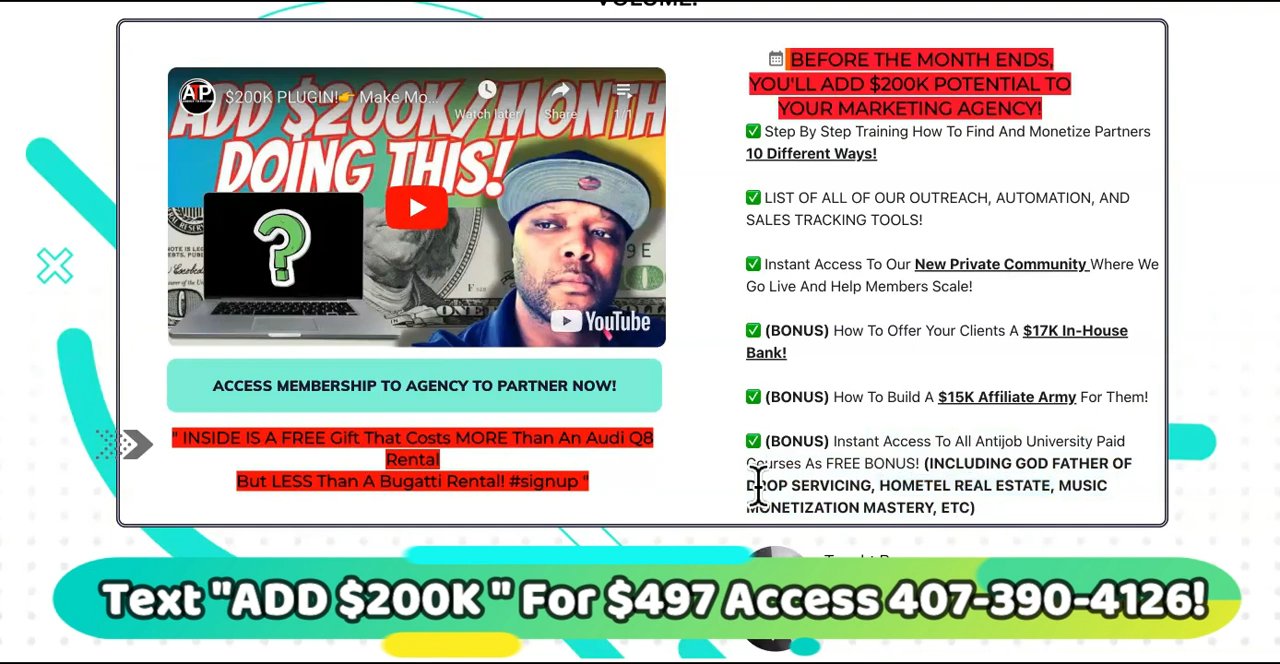 VOLUME!
ATP
$200K PLUGIN!👉 Make Mo...
Watch later
Share
1/1
ADD $200K/MONTH
DOING THIS!
YouTube
ACCESS MEMBERSHIP TO AGENCY TO PARTNER NOW!
" INSIDE IS A FREE Gift That Costs MORE Than An Audi Q8
Rental
But LESS Than A Bugatti Rental! #signup "
BEFORE THE MONTH ENDS,
YOU'LL ADD $200K POTENTIAL TO
YOUR MARKETING AGENCY!
✅ Step By Step Training How To Find And Monetize Partners
10 Different Ways!
✅ LIST OF ALL OF OUR OUTREACH, AUTOMATION, AND
SALES TRACKING TOOLS!
✅ Instant Access To Our New Private Community Where We
Go Live And Help Members Scale!
✅ (BONUS) How To Offer Your Clients A $17K In-House
Bank!
✅ (BONUS) How To Build A $15K Affiliate Army For Them!
✅ (BONUS) Instant Access To All Antijob University Paid
Courses As FREE BONUS! (INCLUDING GOD FATHER OF
DROP SERVICING, HOMETEL REAL ESTATE, MUSIC
MONETIZATION MASTERY, ETC)
Text "ADD $200K " For $497 Access 407-390-4126!